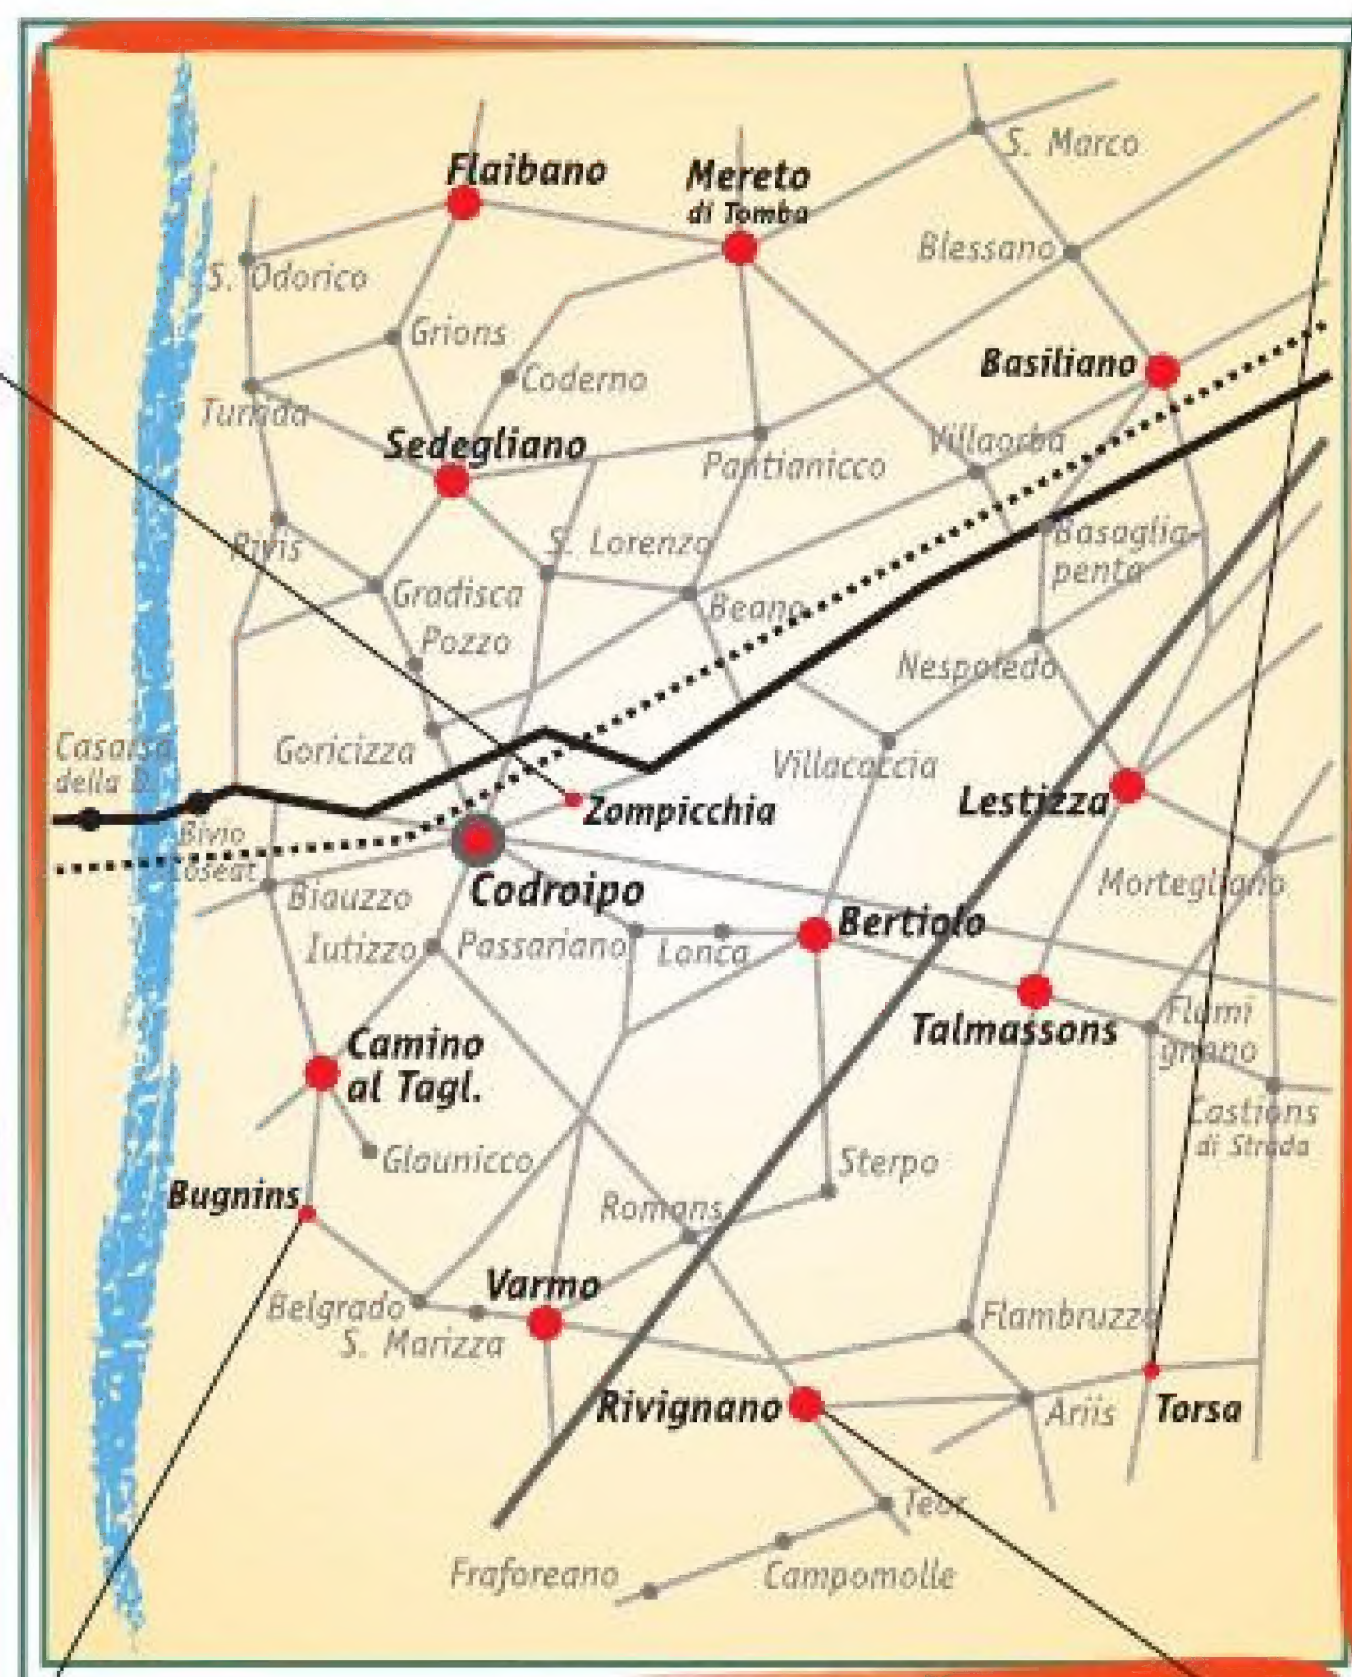 S. Marco
Flaibano
Mereto
di Tomba
Blessano
S. Odorico
Grions
Basiliano
Coderno
Turrida
Sedegliano
Villaorba
Pantianicco
Rivis
S. Lorenzo
Basaglia-
penta
Gradisca
Beano
Pozzo
Nespoledo
Casarsa
della D.
Goricizza
Villacaccia
Zompicchia
Lestizza
Bivio
Coseat
Codroipo
Biauzzo
Mortegliano
Bertiolo
Iutizzo
Passariano
Lonca
Flumi
gnano
Talmassons
Camino
al Tagl.
Castions
di Strada
Glaunicco
Sterpo
Bugnins
Romans
Varmo
Belgrado
Flambruzzo
S. Marizza
Rivignano
Ariis
Torsa
Teor
Fraforeano
Campomolle